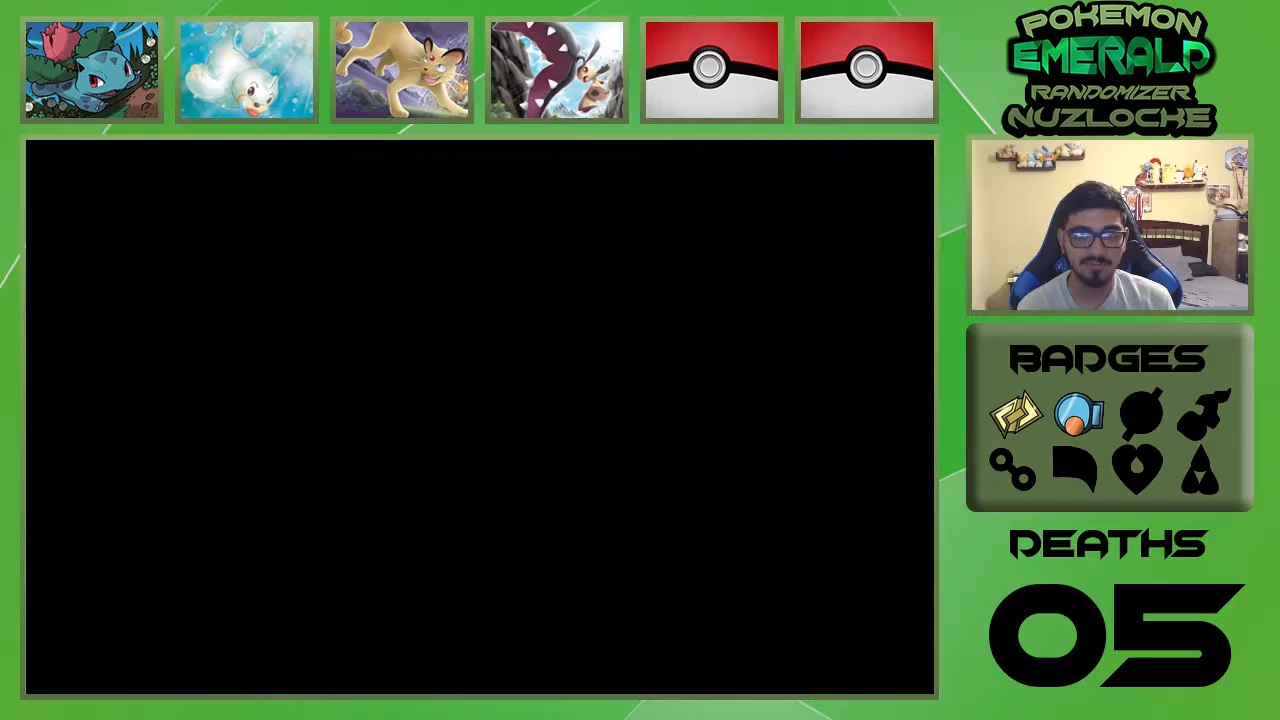 POKEMON
EMERALD
RANDOMIZER
NUZLOCKE
BADGES
DEATHS
05